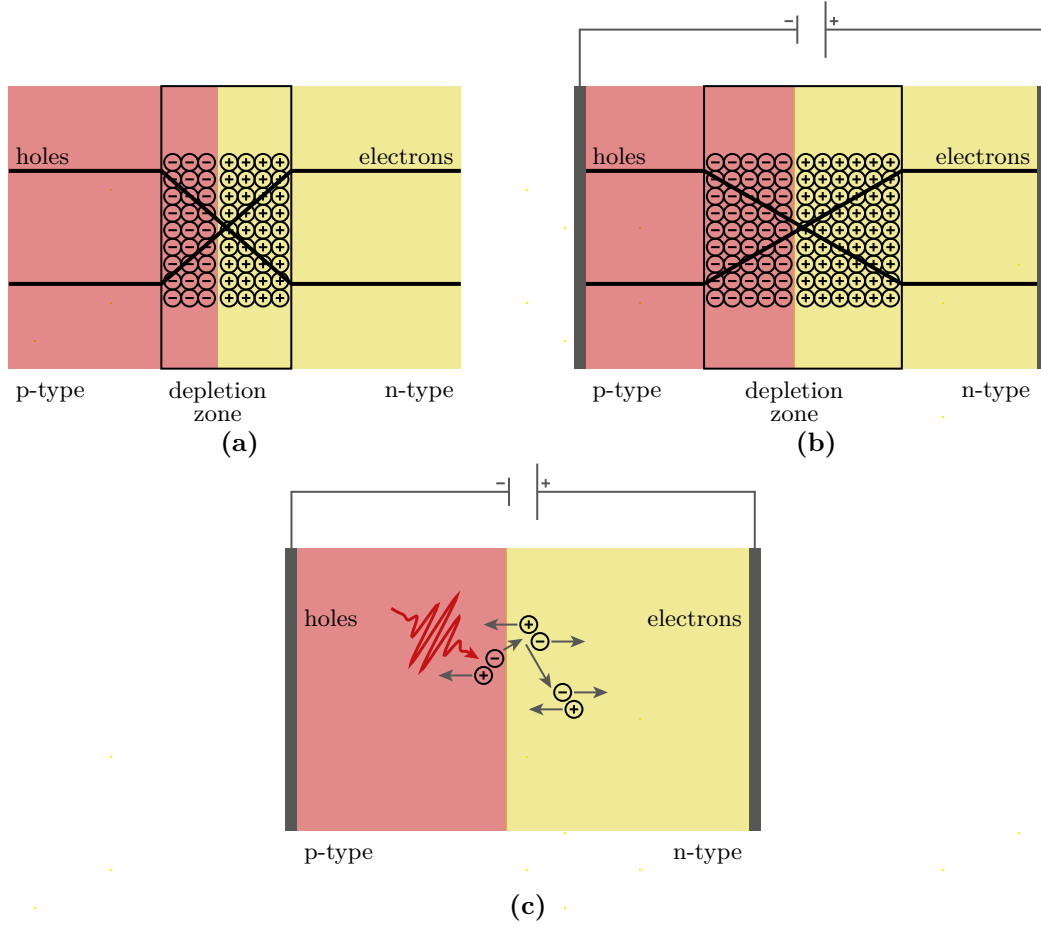 holes
electrons
p-type
depletion
zone
n-type
(a)
- +
holes
electrons
p-type
depletion
zone
n-type
(b)
- +
holes
electrons
p-type
n-type
(c)